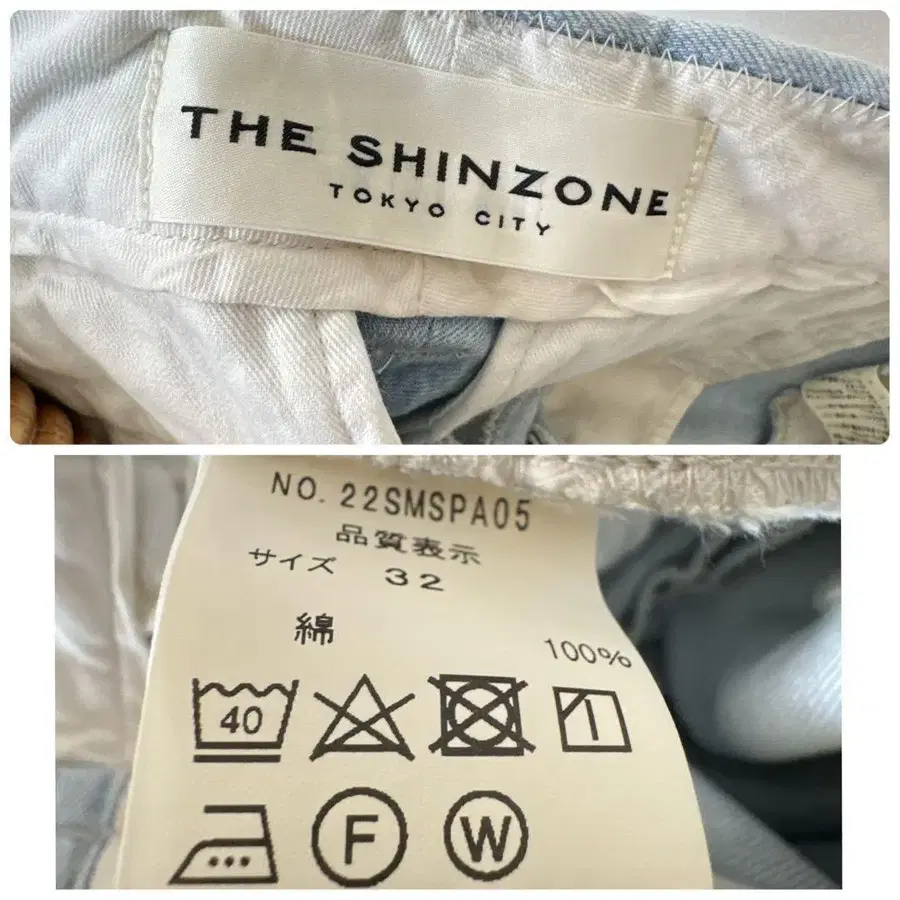 THE SHINZONE
TOKYO CITY
NO. 22SMSPA05
品質表示
サイズ 32
綿 100%
40
F W